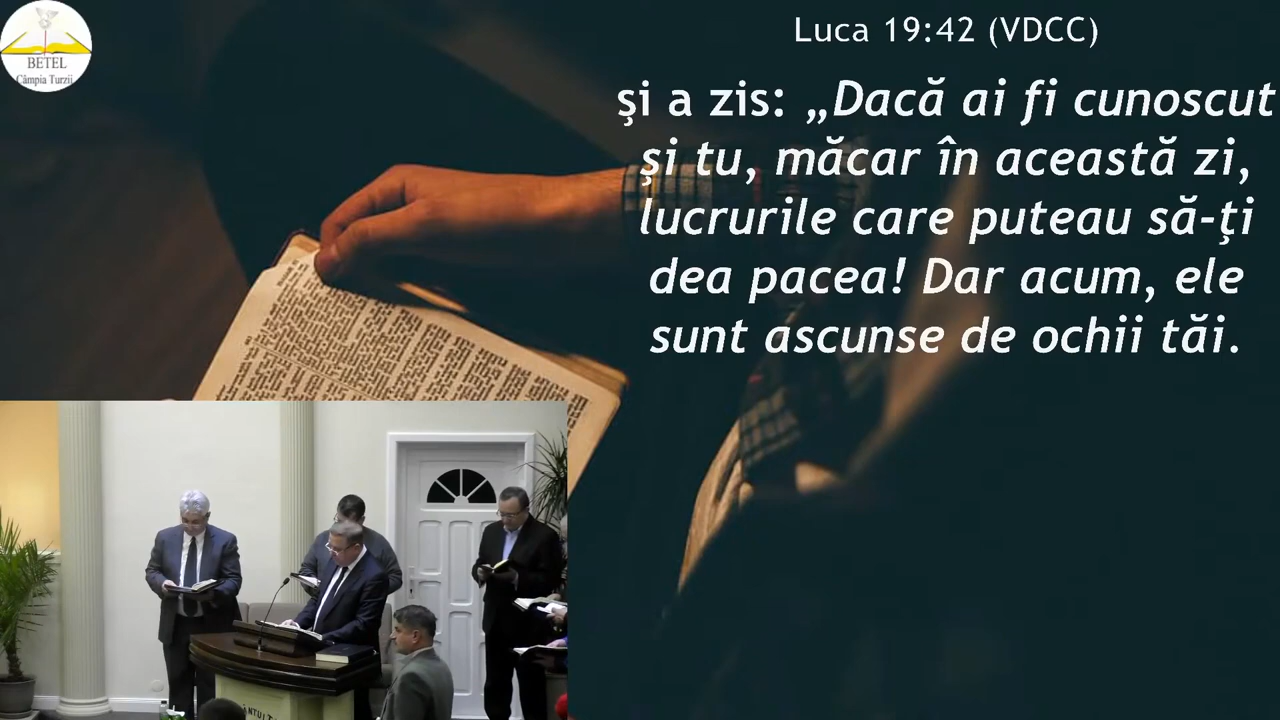 BETEL
Câmpia Turzii
Luca 19:42 (VDCC)
şi a zis: „Dacă ai fi cunoscut
şi tu, măcar în această zi,
lucrurile care puteau să-ţi
dea pacea! Dar acum, ele
sunt ascunse de ochii tăi.